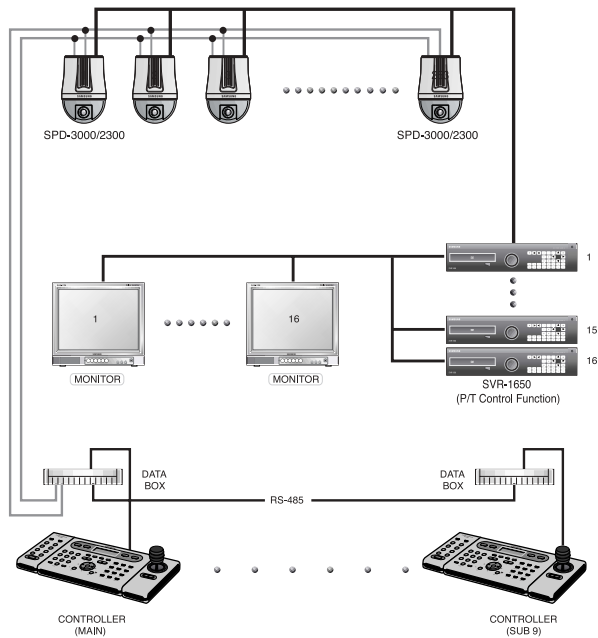 SPD-3000/2300
SPD-3000/2300
1
1
16
15
16
MONITOR
MONITOR
SVR-1650
(P/T Control Function)
DATA
BOX
DATA
BOX
RS-485
CONTROLLER
(MAIN)
CONTROLLER
(SUB 9)